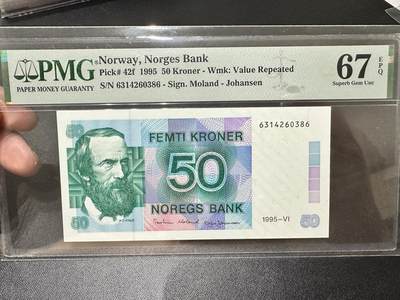 PMG
PAPER MONEY GUARANTY
Norway, Norges Bank
Pick# 42f 1995 50 Kroner - Wmk: Value Repeated
S/N 6314260386 - Sign. Moland - Johansen
67 EPQ
Superb Gem Unc
FEMTI KRONER
6314260386
50
50
NOREGS BANK
1995-VI
50